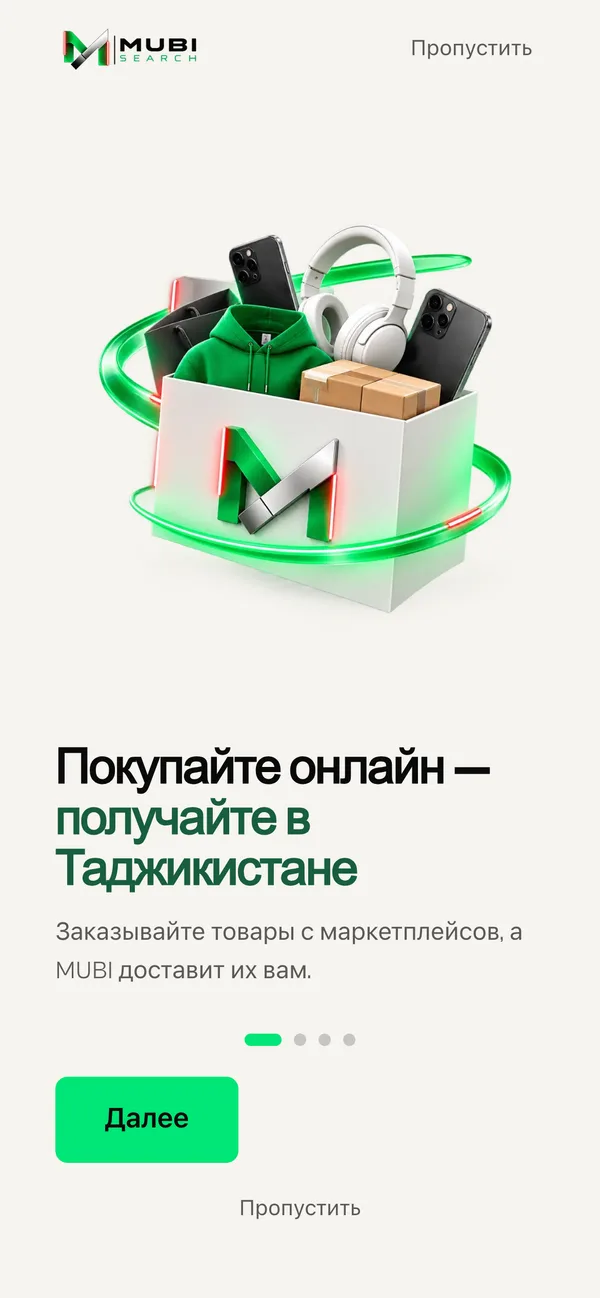 MUBI
SEARCH
Пропустить
Покупайте онлайн —
получайте в
Таджикистане
Заказывайте товары с маркетплейсов, а
MUBI доставит их вам.
Далее
Пропустить